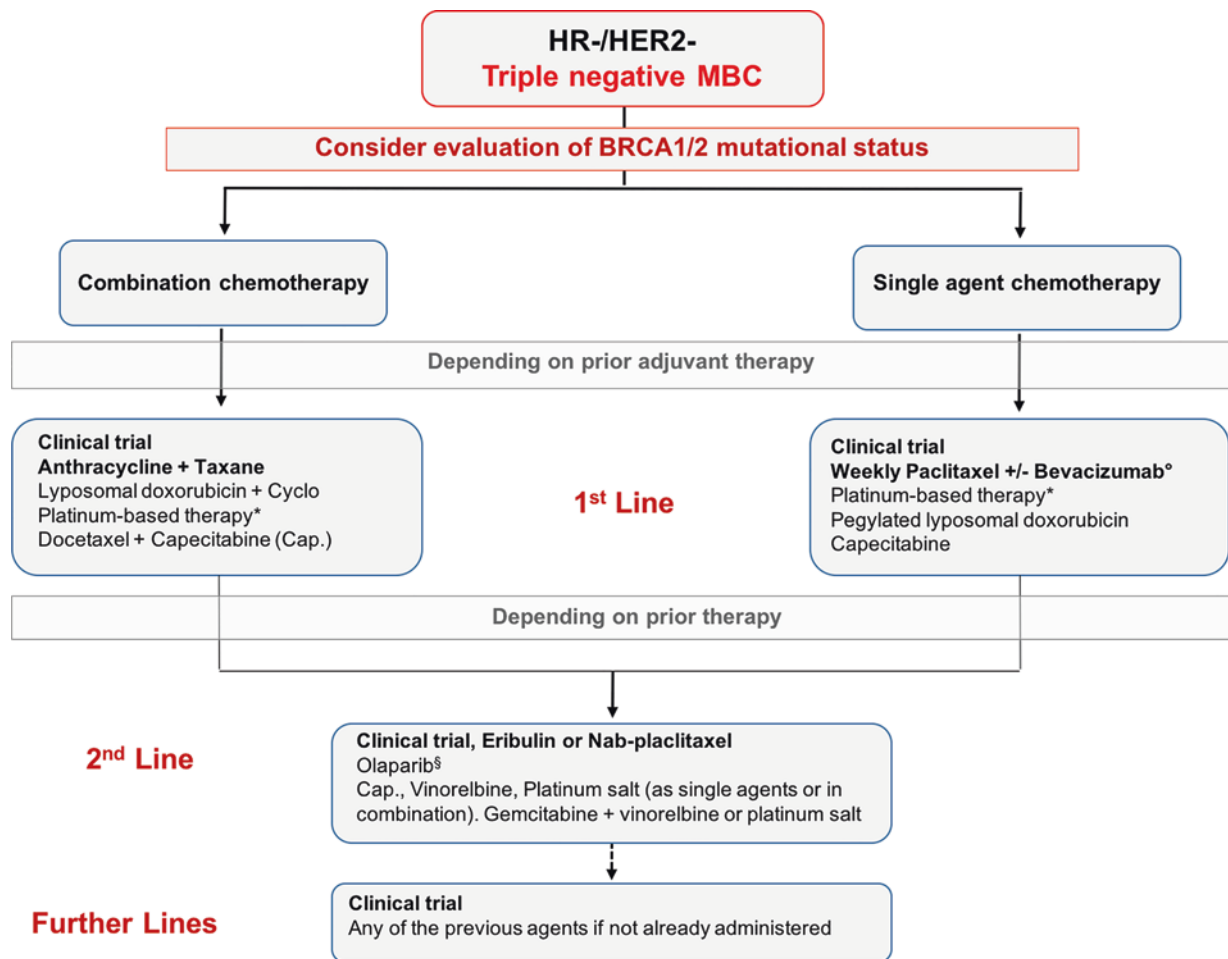 HR-/HER2-
Triple negative MBC
Consider evaluation of BRCA1/2 mutational status
Combination chemotherapy
Single agent chemotherapy
Depending on prior adjuvant therapy
Clinical trial
Anthracycline + Taxane
Lyposomal doxorubicin + Cyclo
Platinum-based therapy*
Docetaxel + Capecitabine (Cap.)
1st Line
Clinical trial
Weekly Paclitaxel +/- Bevacizumab°
Platinum-based therapy*
Pegylated lyposomal doxorubicin
Capecitabine
Depending on prior therapy
2nd Line
Clinical trial, Eribulin or Nab-placlitaxel
Olaparib§
Cap., Vinorelbine, Platinum salt (as single agents or in
combination). Gemcitabine + vinorelbine or platinum salt
Further Lines
Clinical trial
Any of the previous agents if not already administered